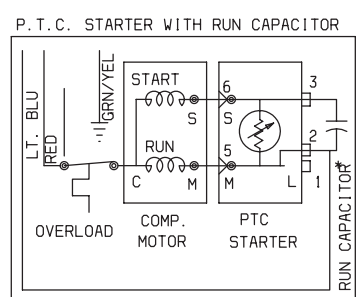 P.T.C. STARTER WITH RUN CAPACITOR
LT. BLU
RED
GRN/YEL
START
S
6
S
3
RUN
C
M
5
M
2
L
1
OVERLOAD
COMP.
MOTOR
PTC
STARTER
RUN CAPACITOR*